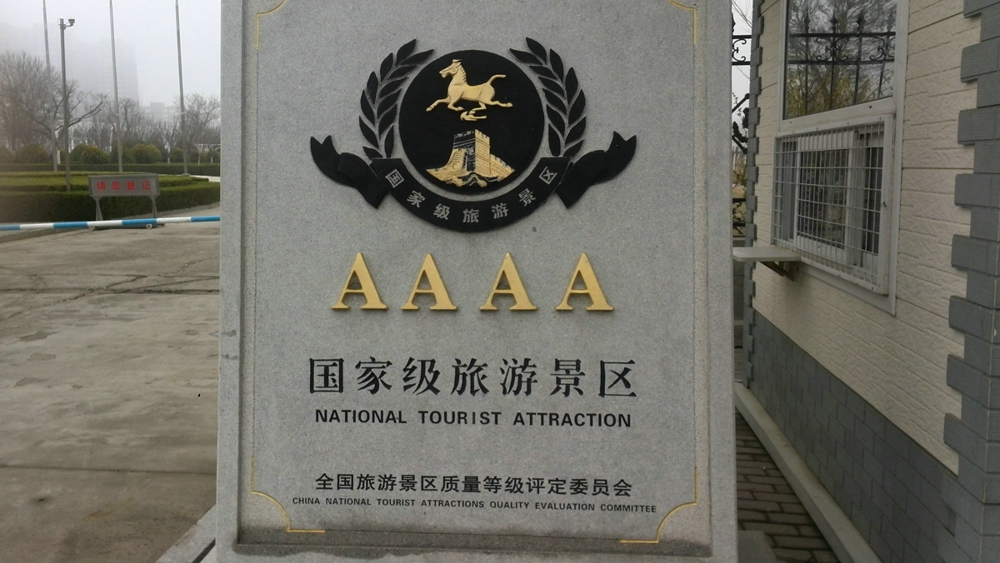 国家级旅游景区
AAAA
国家级旅游景区
NATIONAL TOURIST ATTRACTION
全国旅游景区质量等级评定委员会
CHINA NATIONAL TOURIST ATTRACTIONS QUALITY EVALUATION COMMITTEE